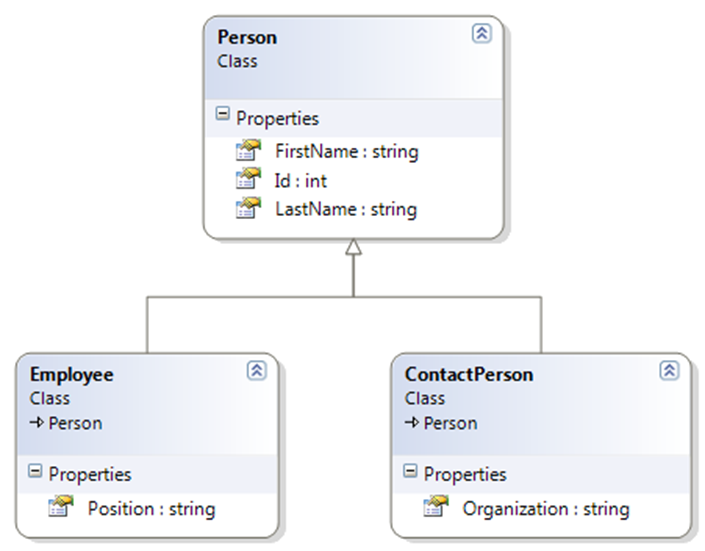 Person
Class
Properties
FirstName : string
Id : int
LastName : string
Employee
Class
Person
Properties
Position : string
ContactPerson
Class
Person
Properties
Organization : string